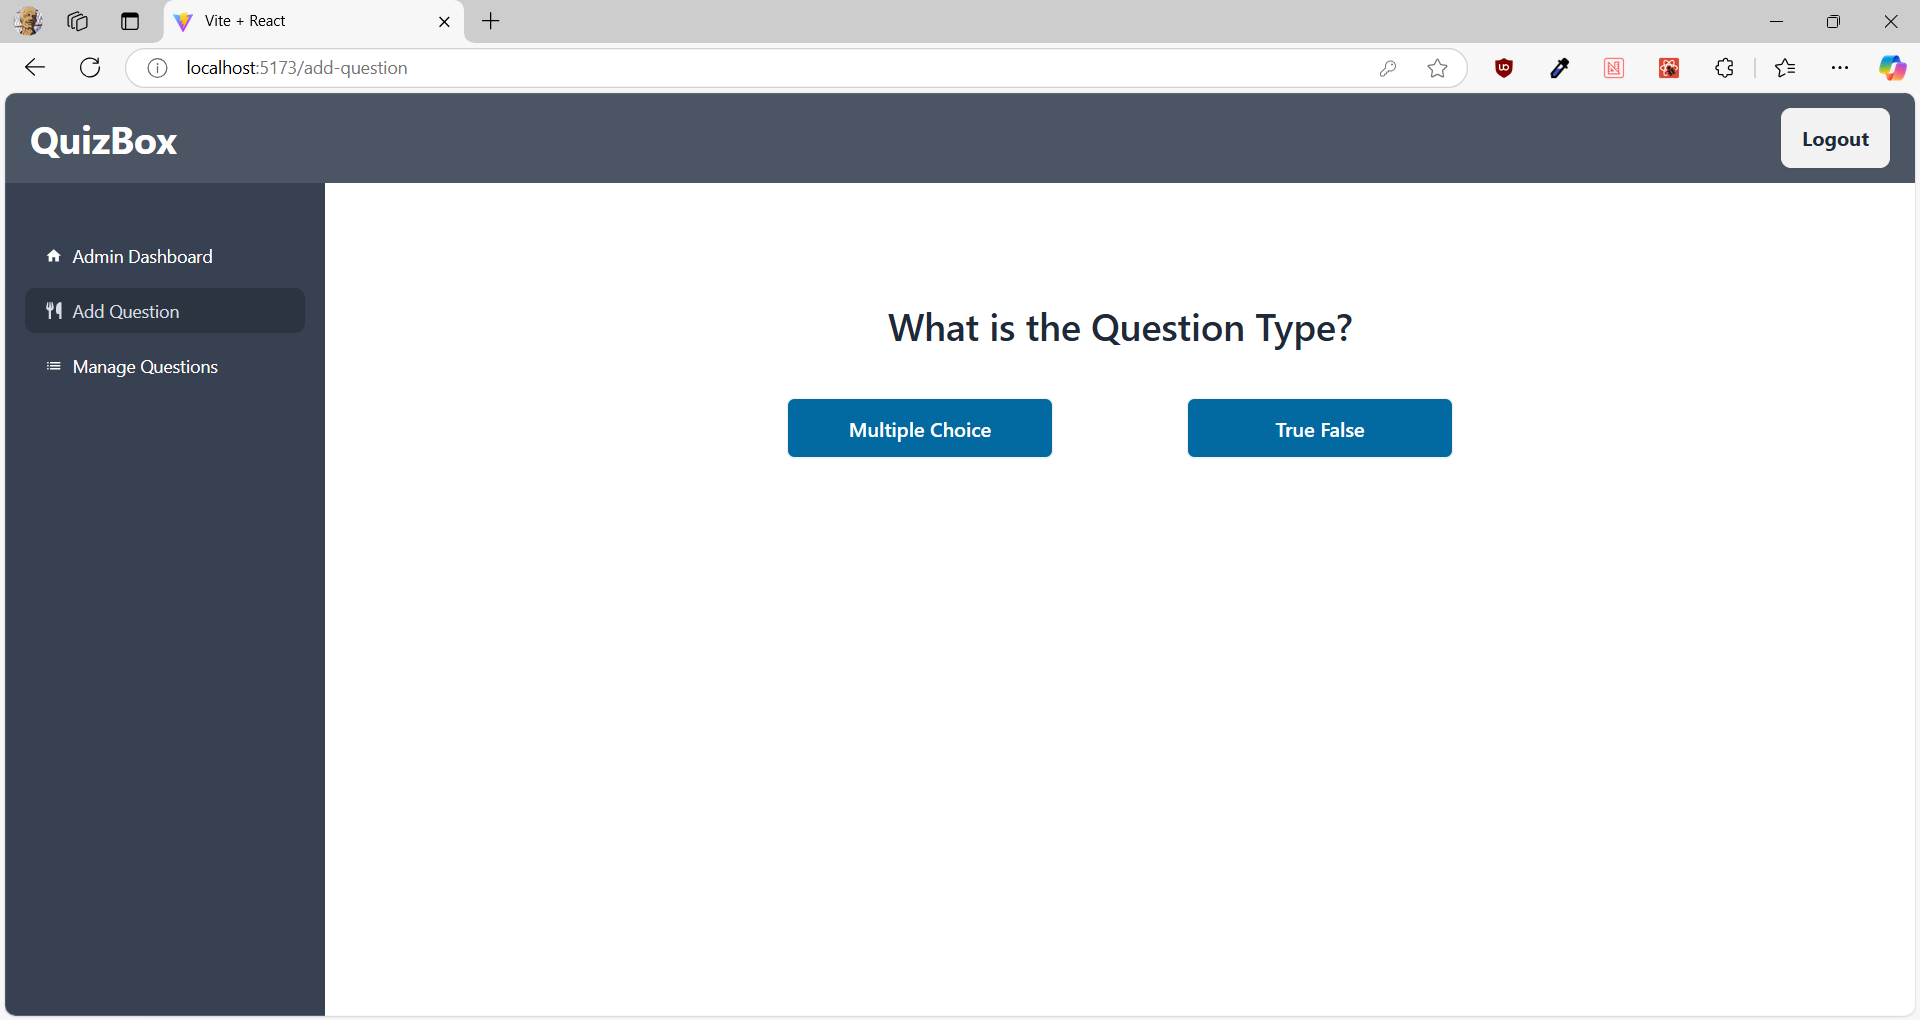 Vite + React
localhost:5173/add-question
QuizBox
Logout
Admin Dashboard
Add Question
Manage Questions
What is the Question Type?
Multiple Choice
True False